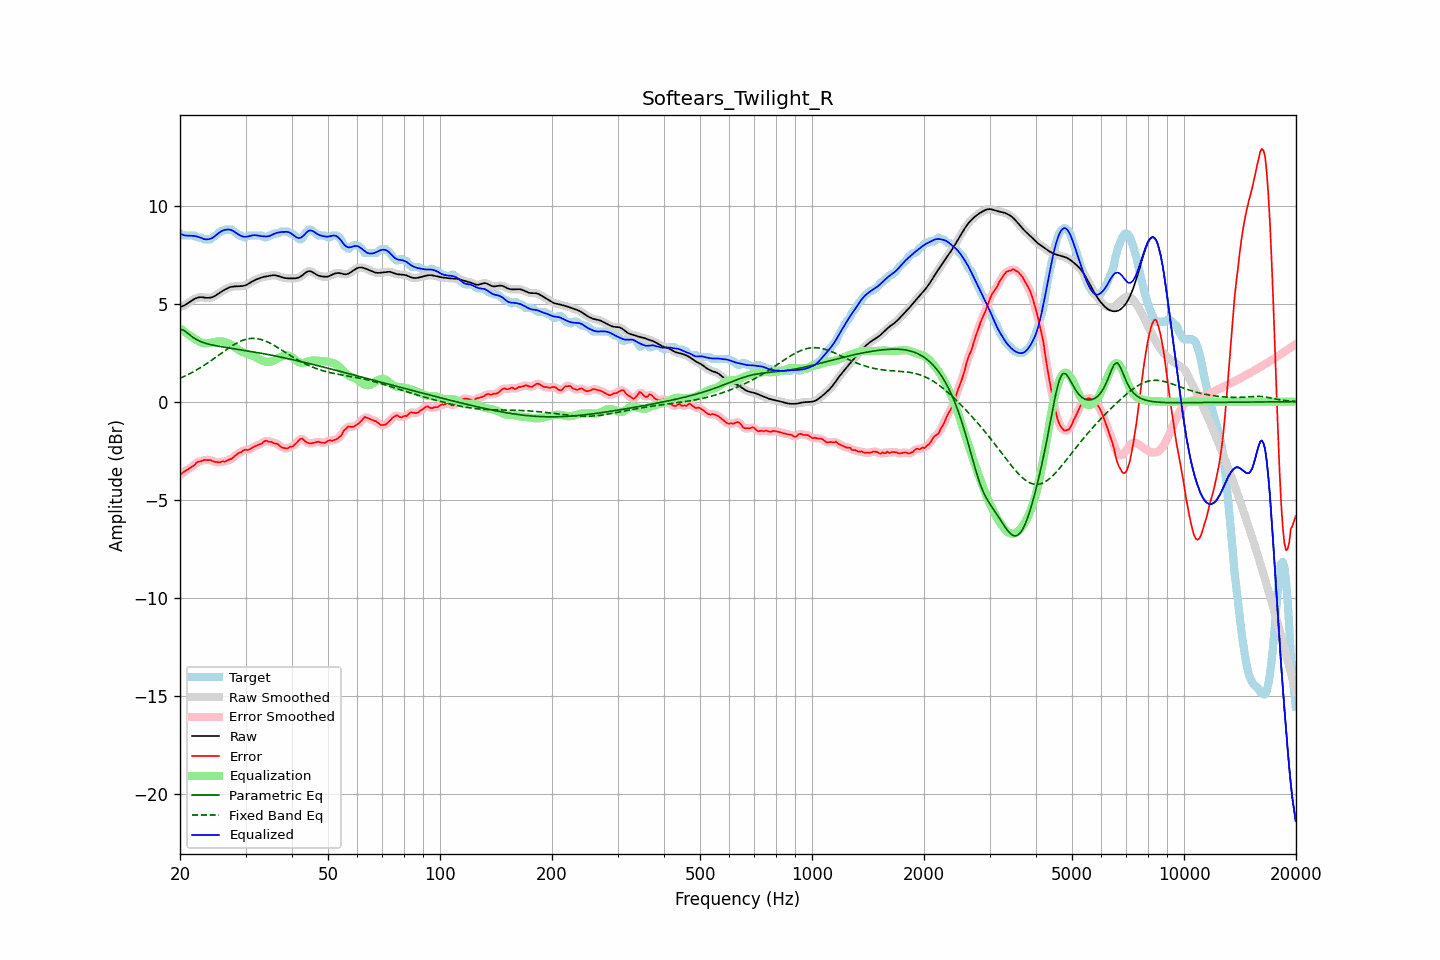 Softears_Twilight_R
10
5
0
−5
−10
−15
−20
Amplitude (dBr)
Target
Raw Smoothed
Error Smoothed
Raw
Error
Equalization
Parametric Eq
Fixed Band Eq
Equalized
20 50 100 200 500 1000 2000 5000 10000 20000
Frequency (Hz)